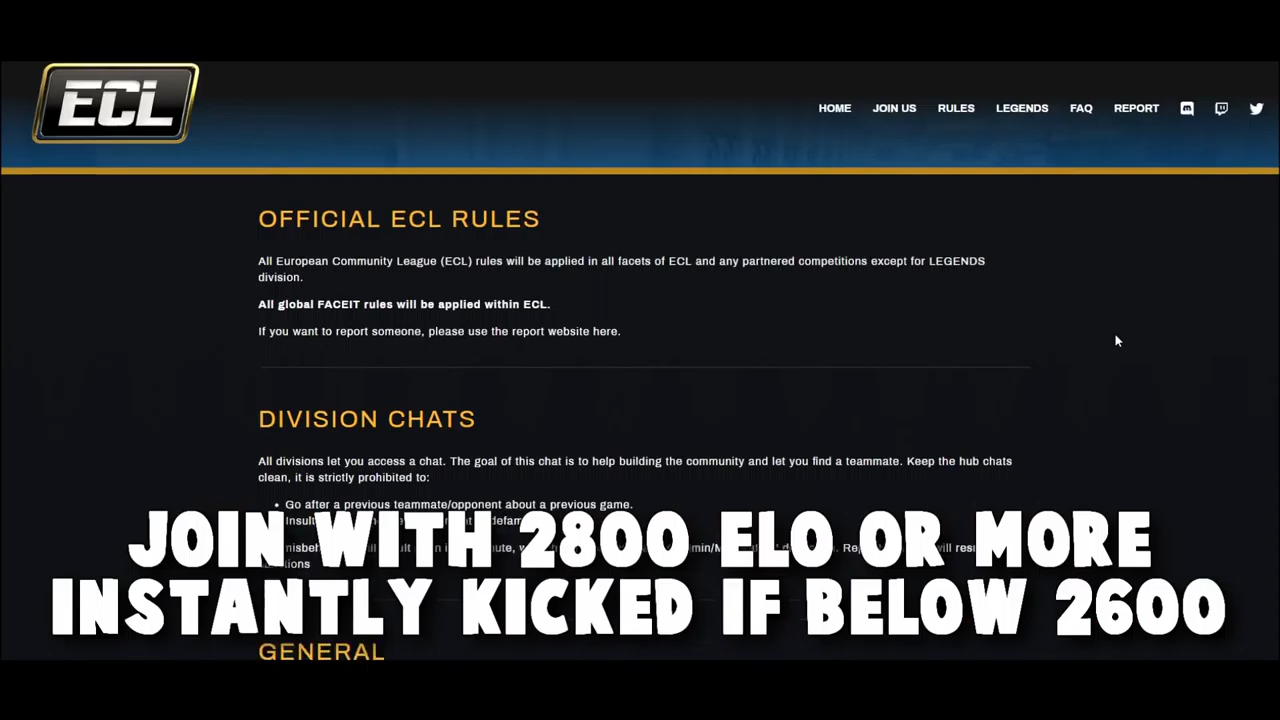 ECL
HOME JOIN US RULES LEGENDS FAQ REPORT
OFFICIAL ECL RULES
All European Community League (ECL) rules will be applied in all facets of ECL and any partnered competitions except for LEGENDS
division.
All global FACEIT rules will be applied within ECL.
If you want to report someone, please use the report website here.
DIVISION CHATS
All divisions let you access a chat. The goal of this chat is to help building the community and let you find a teammate. Keep the hub chats
clean, it is strictly prohibited to:
• Go after a previous teammate/opponent about a previous game.
JOIN WITH 2800 ELO OR MORE
INSTANTLY KICKED IF BELOW 2600
GENERAL